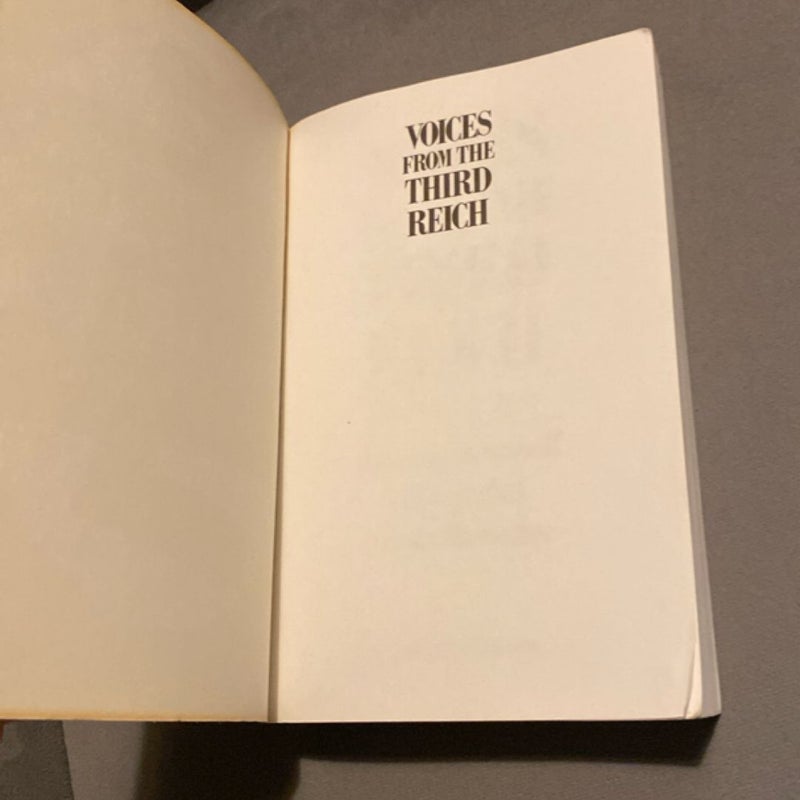 VOICES
FROM THE
THIRD
REICH